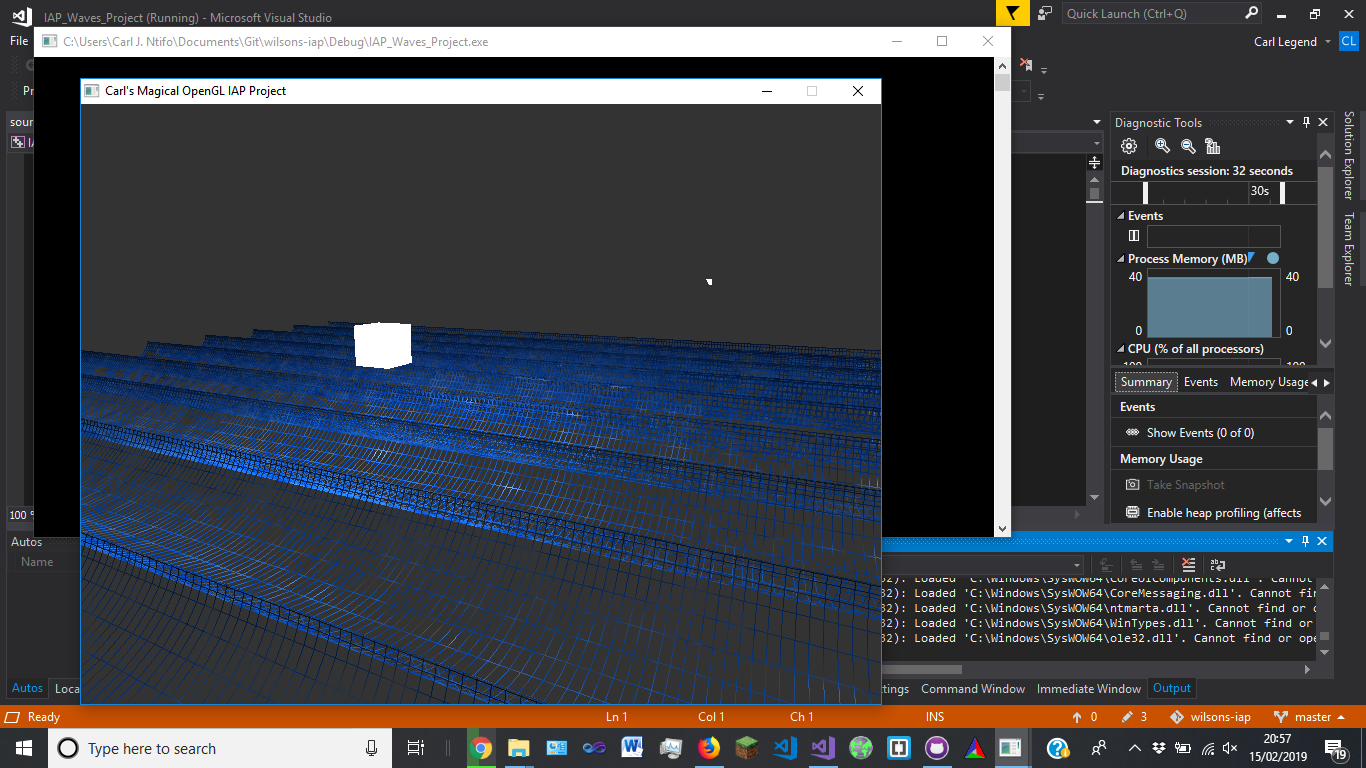 IAP_Waves_Project (Running) - Microsoft Visual Studio
Quick Launch (Ctrl+Q)
File
C:\Users\Carl J. Ntifo\Documents\Git\wilsons-iap\Debug\IAP_Waves_Project.exe
Carl Legend
CL
Carl's Magical OpenGL IAP Project
Solution Explorer
Team Explorer
Diagnostic Tools
Diagnostics session: 32 seconds
30s
Events
Process Memory (MB)
40
40
0
0
CPU (% of all processors)
Summary
Events
Memory Usage
Events
Show Events (0 of 0)
Memory Usage
Take Snapshot
Enable heap profiling (affects
100 %
Autos
Name
32): Loaded 'C:\Windows\SysWOW64\CoreUIComponents.dll'. Cannot
32): Loaded 'C:\Windows\SysWOW64\CoreMessaging.dll'. Cannot fin
32): Loaded 'C:\Windows\SysWOW64\ntmarta.dll'. Cannot find or o
32): Loaded 'C:\Windows\SysWOW64\WinTypes.dll'. Cannot find or
32): Loaded 'C:\Windows\SysWOW64\ole32.dll'. Cannot find or ope
Autos
Loca
ttings
Command Window
Immediate Window
Output
Ready
Ln 1
Col 1
Ch 1
INS
0
3
wilsons-iap
master
Type here to search
20:57
15/02/2019
19